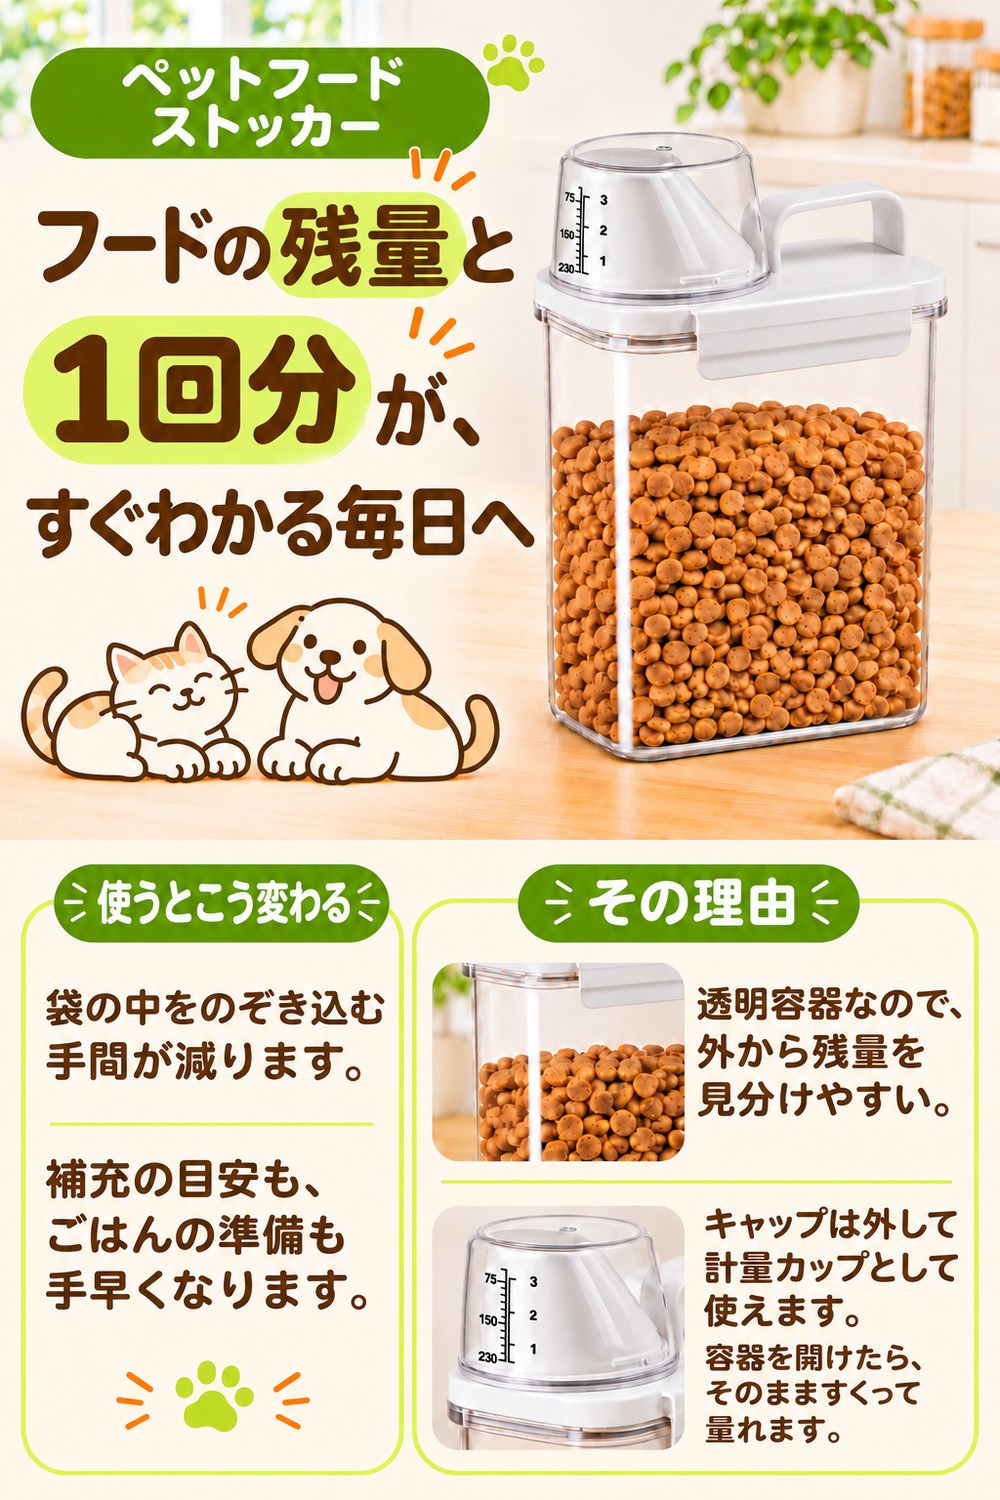 ペットフード
ストッカー
フードの残量と
1回分が、
すぐわかる毎日へ
75 3
150 2
230 1
使うとこう変わる
袋の中をのぞき込む
手間が減ります。
補充の目安も、
ごはんの準備も
手早くなります。
その理由
透明容器なので、
外から残量を
見分けやすい。
75 3
150 2
230 1
キャップは外して
計量カップとして
使えます。
容器を開けたら、
そのまますくって
量れます。